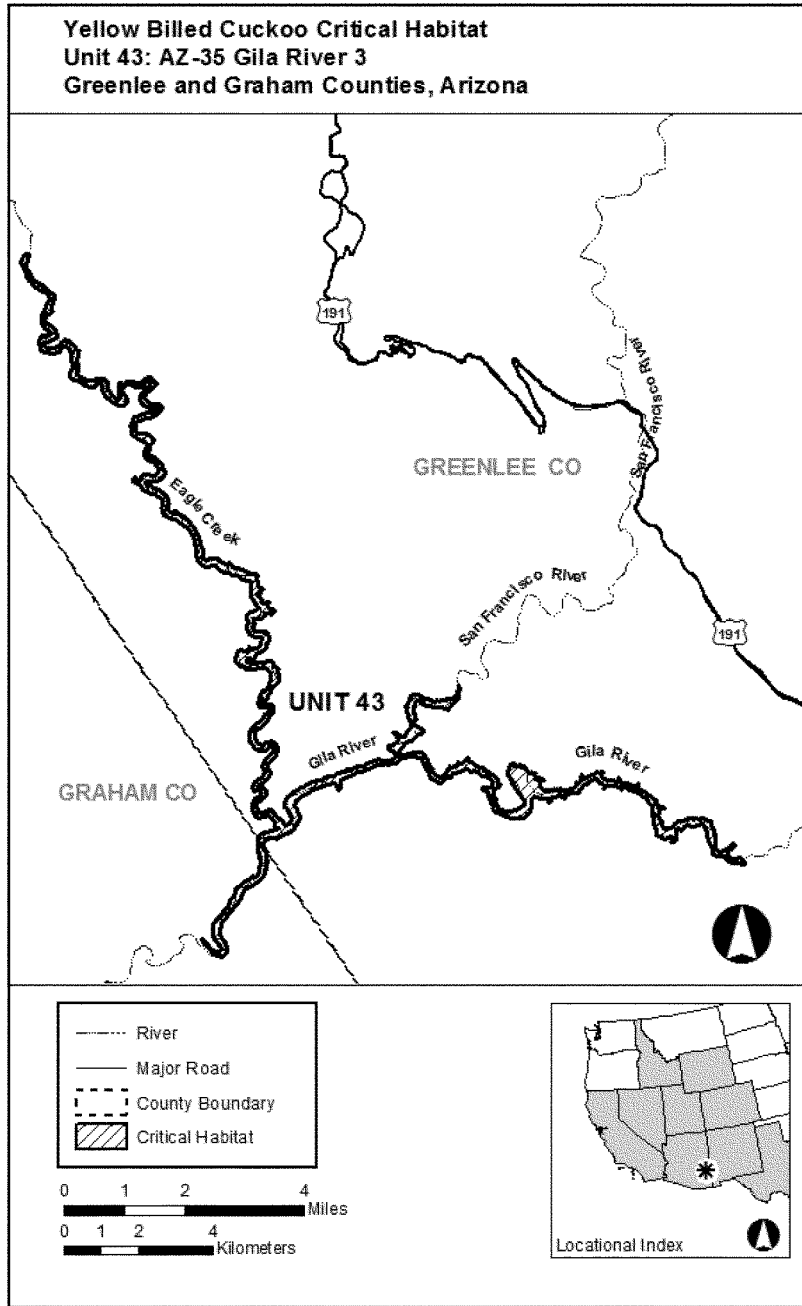 Yellow Billed Cuckoo Critical Habitat
Unit 43: AZ-35 Gila River 3
Greenlee and Graham Counties, Arizona
191
San Francisco River
GREENLEE CO
Eagle Creek
San Francisco River
191
UNIT 43
Gila River
Gila River
GRAHAM CO
River
Major Road
County Boundary
Critical Habitat
0 1 2 4
Miles
0 1 2 4
Kilometers
Locational Index